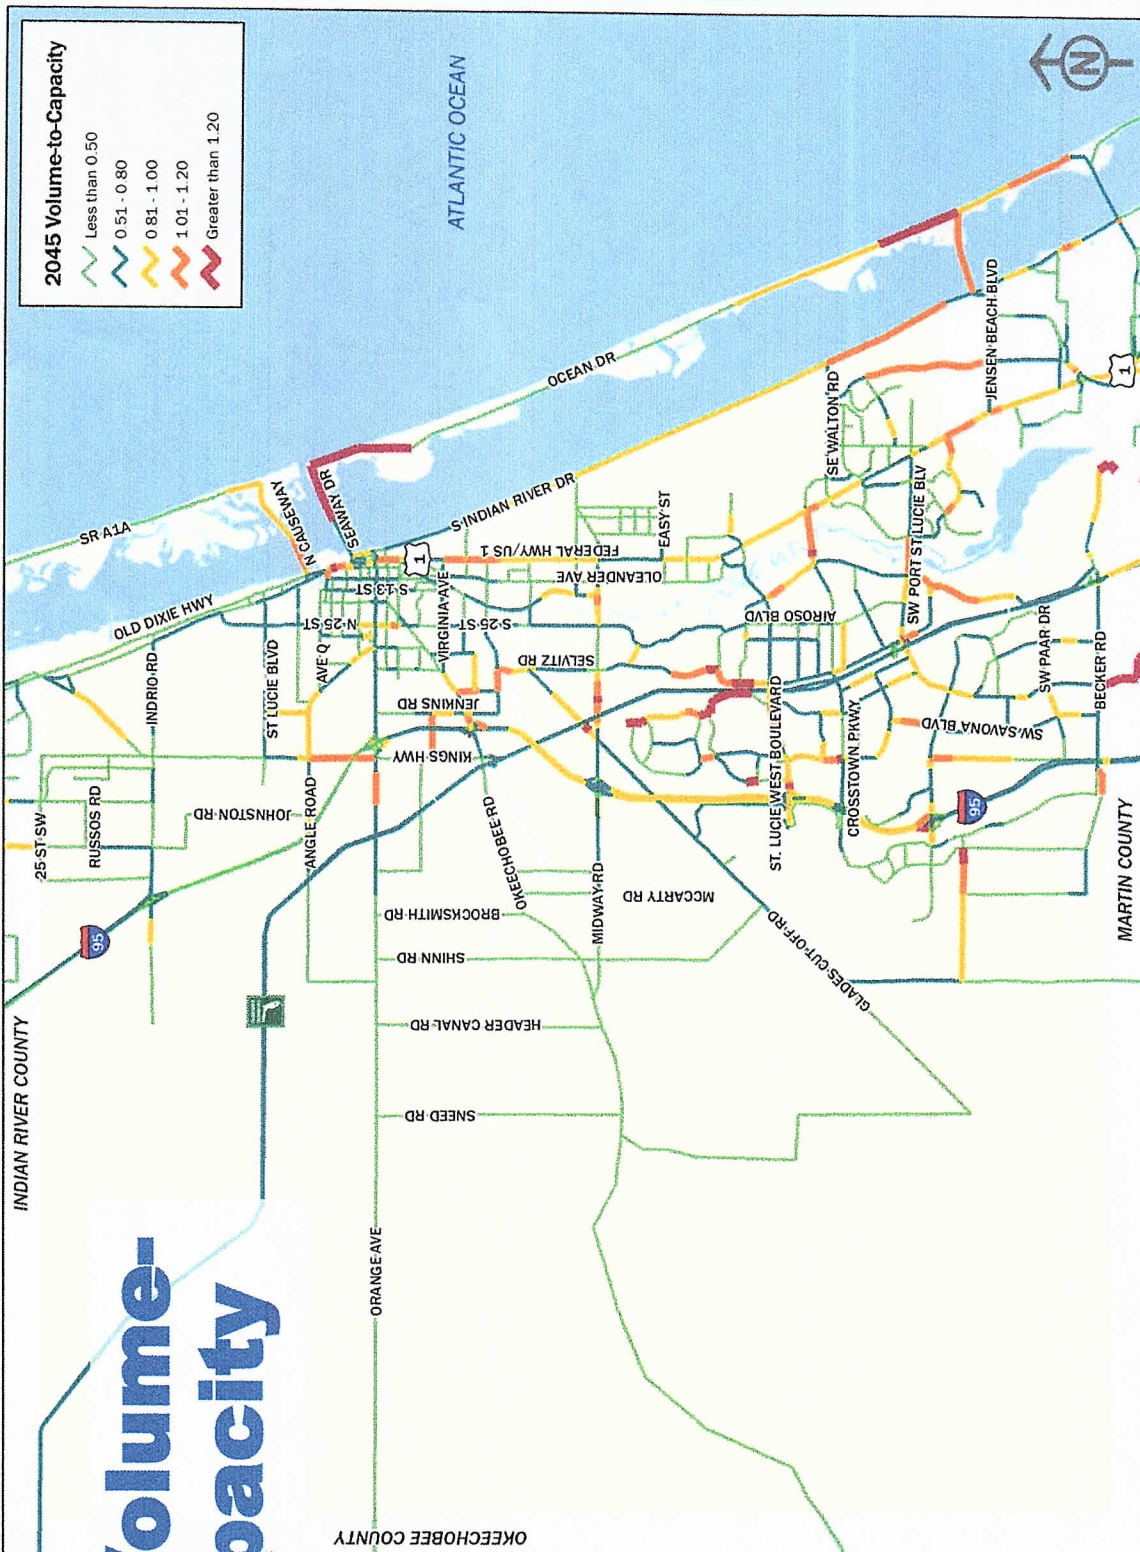 2045 Volume-to-Capacity
Less than 0.50
0.51 - 0.80
0.81 - 1.00
1.01 - 1.20
Greater than 1.20
N
ATLANTIC OCEAN
INDIAN RIVER COUNTY
OKEECHOBEE COUNTY
MARTIN COUNTY
olume-
pacity
SR A1A
N CAUSEWAY
SEAWAY DR
OCEAN DR
S INDIAN RIVER DR
OLD DIXIE HWY
INDRIO RD
ST LUCIE BLVD
AVE Q
N 25 ST
S 13 ST
1
VIRGINIA AVE
S 25 ST
FEDERAL HWY/US 1
OLEANDER AVE
EASY ST
SELVITZ RD
JENKINS RD
KINGS HWY
ANGLE ROAD
JOHNSTON RD
RUSSOS RD
25 ST SW
95
OKEECHOBEE RD
BROCKSMITH RD
SHINN RD
HEADER CANAL RD
SNEED RD
ORANGE AVE
MIDWAY RD
MCCARTY RD
GLADES CUT-OFF RD
ST. LUCIE WEST BOULEVARD
CROSSTOWN PKWY
AIROSO BLVD
SW PORT ST LUCIE BLV
SE WALTON RD
JENSEN BEACH BLVD
1
SW SAVONA BLVD
SW PAAR DR
BECKER RD
95